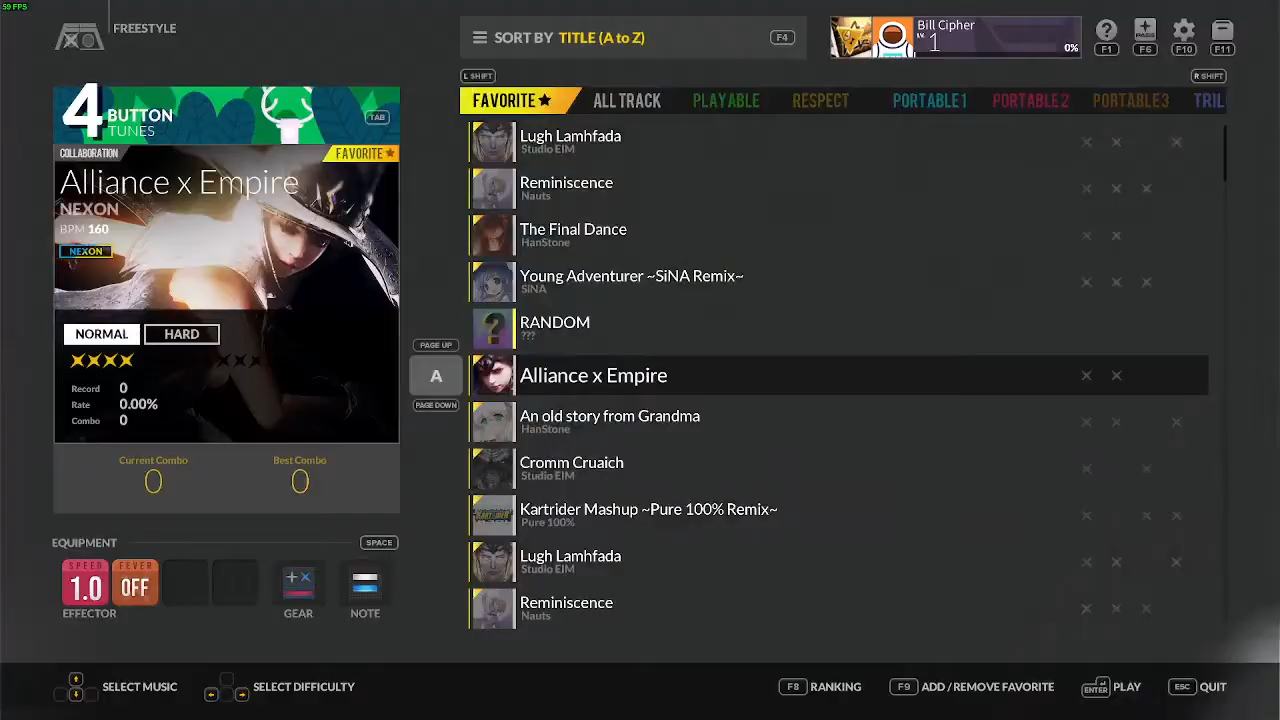 59 FPS
FREESTYLE
SORT BY TITLE (A to Z)
F4
Bill Cipher
LV. 1
0%
F1
PASS
F6
F10
F11
L SHIFT
R SHIFT
FAVORITE
ALL TRACK
PLAYABLE
RESPECT
PORTABLE1
PORTABLE2
PORTABLE3
TRIL
4 BUTTON
TUNES
TAB
COLLABORATION
FAVORITE
Alliance x Empire
NEXON
BPM 160
NEXON
NORMAL
HARD
Record 0
Rate 0.00%
Combo 0
Current Combo
0
Best Combo
0
EQUIPMENT
SPACE
SPEED
1.0
FEVER
OFF
EFFECTOR
GEAR
NOTE
PAGE UP
A
PAGE DOWN
Lugh Lamhfada
Studio EIM
Reminiscence
Nauts
The Final Dance
HanStone
Young Adventurer ~SiNA Remix~
SiNA
RANDOM
???
Alliance x Empire
An old story from Grandma
HanStone
Cromm Cruaich
Studio EIM
Kartrider Mashup ~Pure 100% Remix~
Pure 100%
Lugh Lamhfada
Studio EIM
Reminiscence
Nauts
SELECT MUSIC
SELECT DIFFICULTY
F8 RANKING
F9 ADD / REMOVE FAVORITE
ENTER PLAY
ESC QUIT